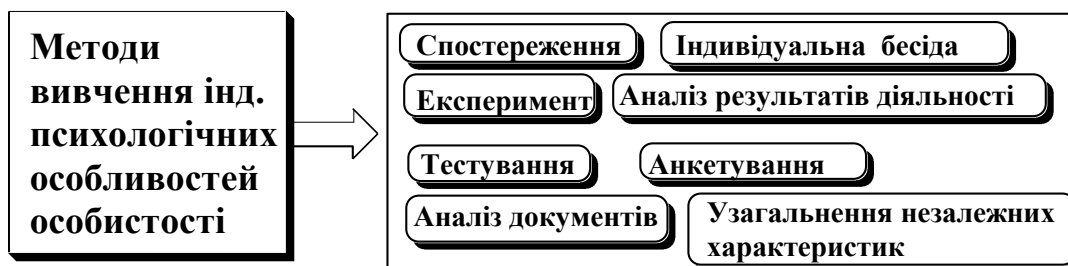 Методи
вивчення інд.
психологічних
особливостей
особистості
Спостереження
Індивідуальна бесіда
Експеримент
Аналіз результатів діяльності
Тестування
Анкетування
Аналіз документів
Узагальнення незалежних
характеристик